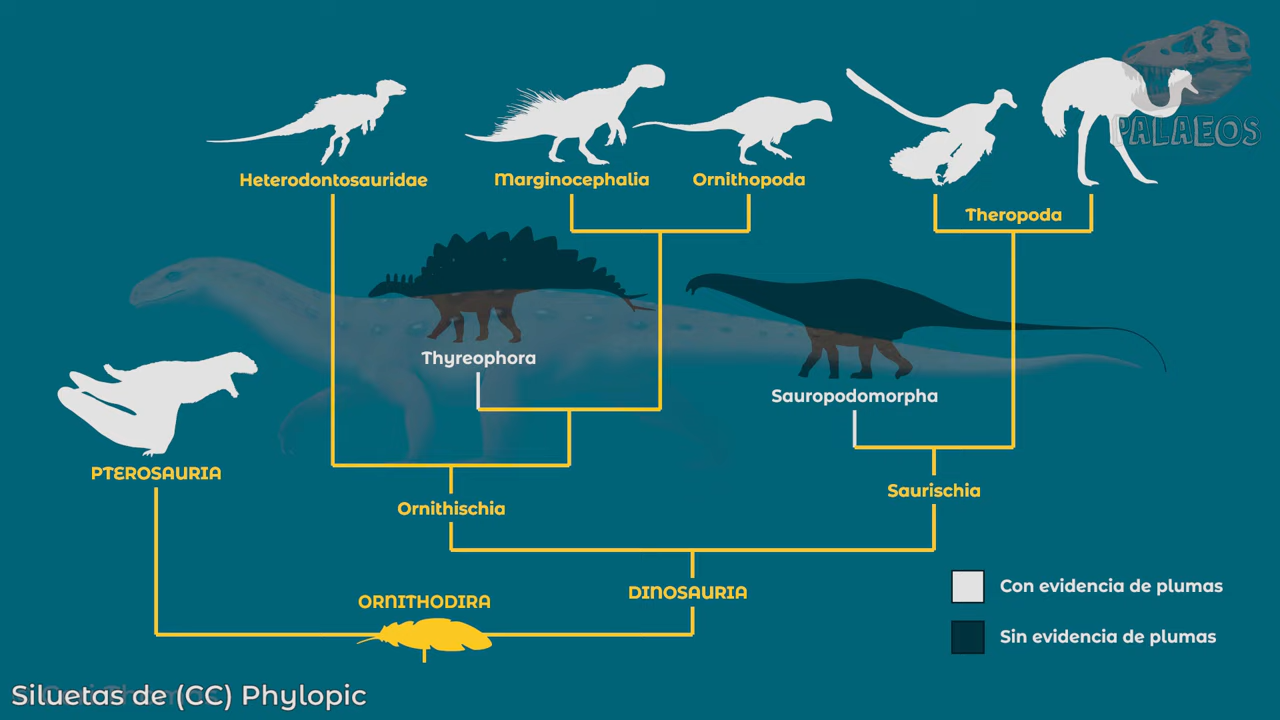 PALAEOS
Heterodontosauridae
Marginocephalia
Ornithopoda
Theropoda
Thyreophora
Sauropodomorpha
PTEROSAURIA
Ornithischia
Saurischia
ORNITHODIRA
DINOSAURIA
Con evidencia de plumas
Sin evidencia de plumas
Siluetas de (CC) Phylopic